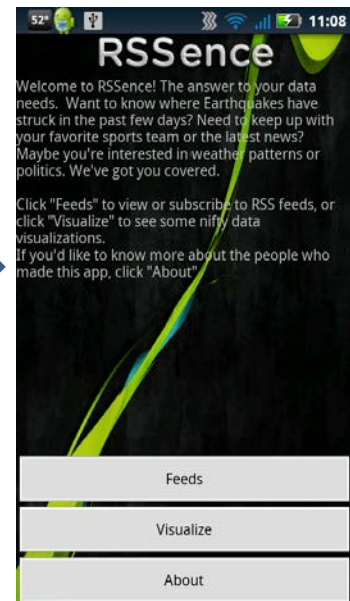 52° 11:08
RSSence
Welcome to RSSence! The answer to your data
needs.  Want to know where Earthquakes have
struck in the past few days? Need to keep up with
your favorite sports team or the latest news?
Maybe you're interested in weather patterns or
politics. We've got you covered.
Click "Feeds" to view or subscribe to RSS feeds, or
click "Visualize" to see some nifty data
visualizations.
If you'd like to know more about the people who
made this app, click "About"
Feeds
Visualize
About